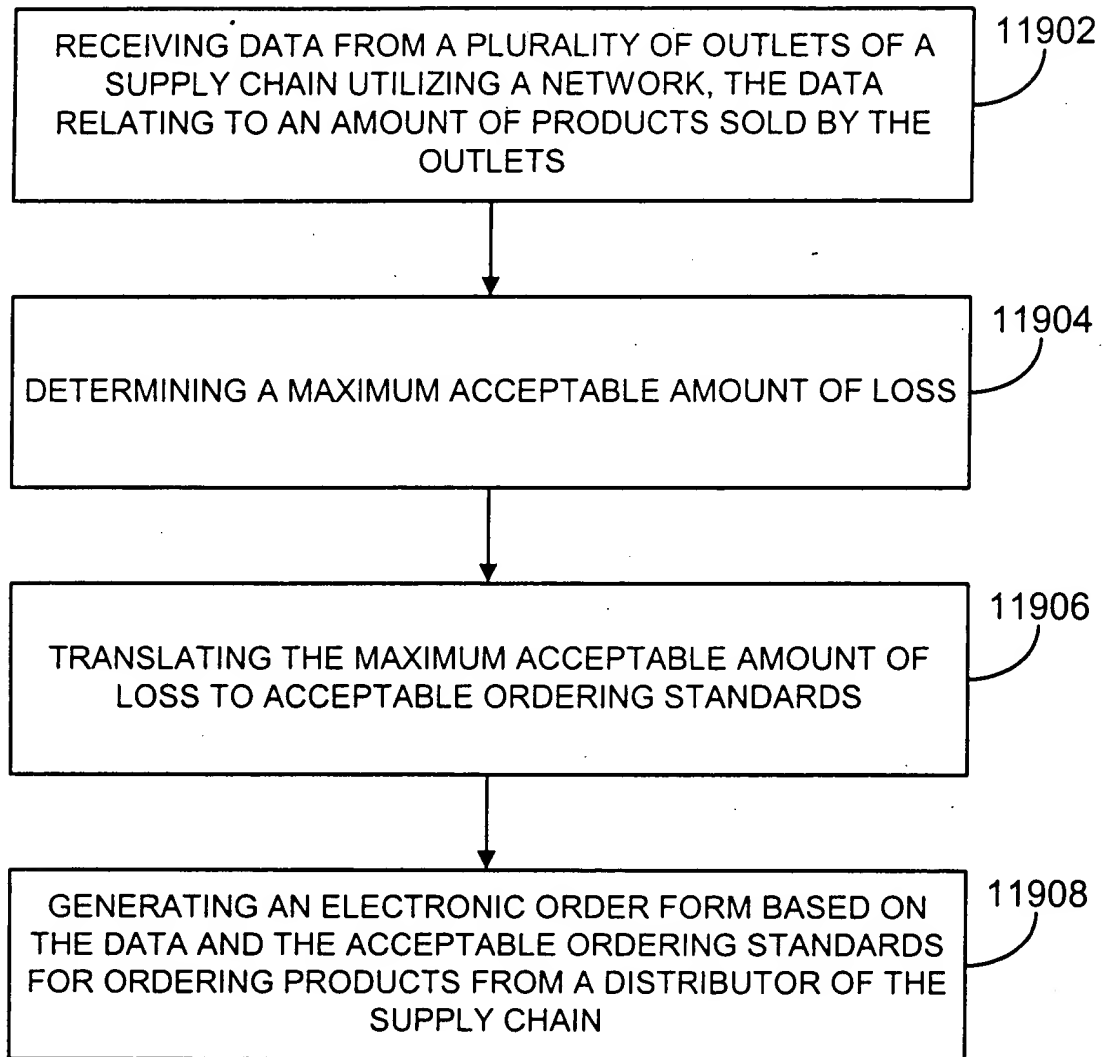 RECEIVING DATA FROM A PLURALITY OF OUTLETS OF A
SUPPLY CHAIN UTILIZING A NETWORK, THE DATA
RELATING TO AN AMOUNT OF PRODUCTS SOLD BY THE
OUTLETS
11902
DETERMINING A MAXIMUM ACCEPTABLE AMOUNT OF LOSS
11904
TRANSLATING THE MAXIMUM ACCEPTABLE AMOUNT OF
LOSS TO ACCEPTABLE ORDERING STANDARDS
11906
GENERATING AN ELECTRONIC ORDER FORM BASED ON
THE DATA AND THE ACCEPTABLE ORDERING STANDARDS
FOR ORDERING PRODUCTS FROM A DISTRIBUTOR OF THE
SUPPLY CHAIN
11908